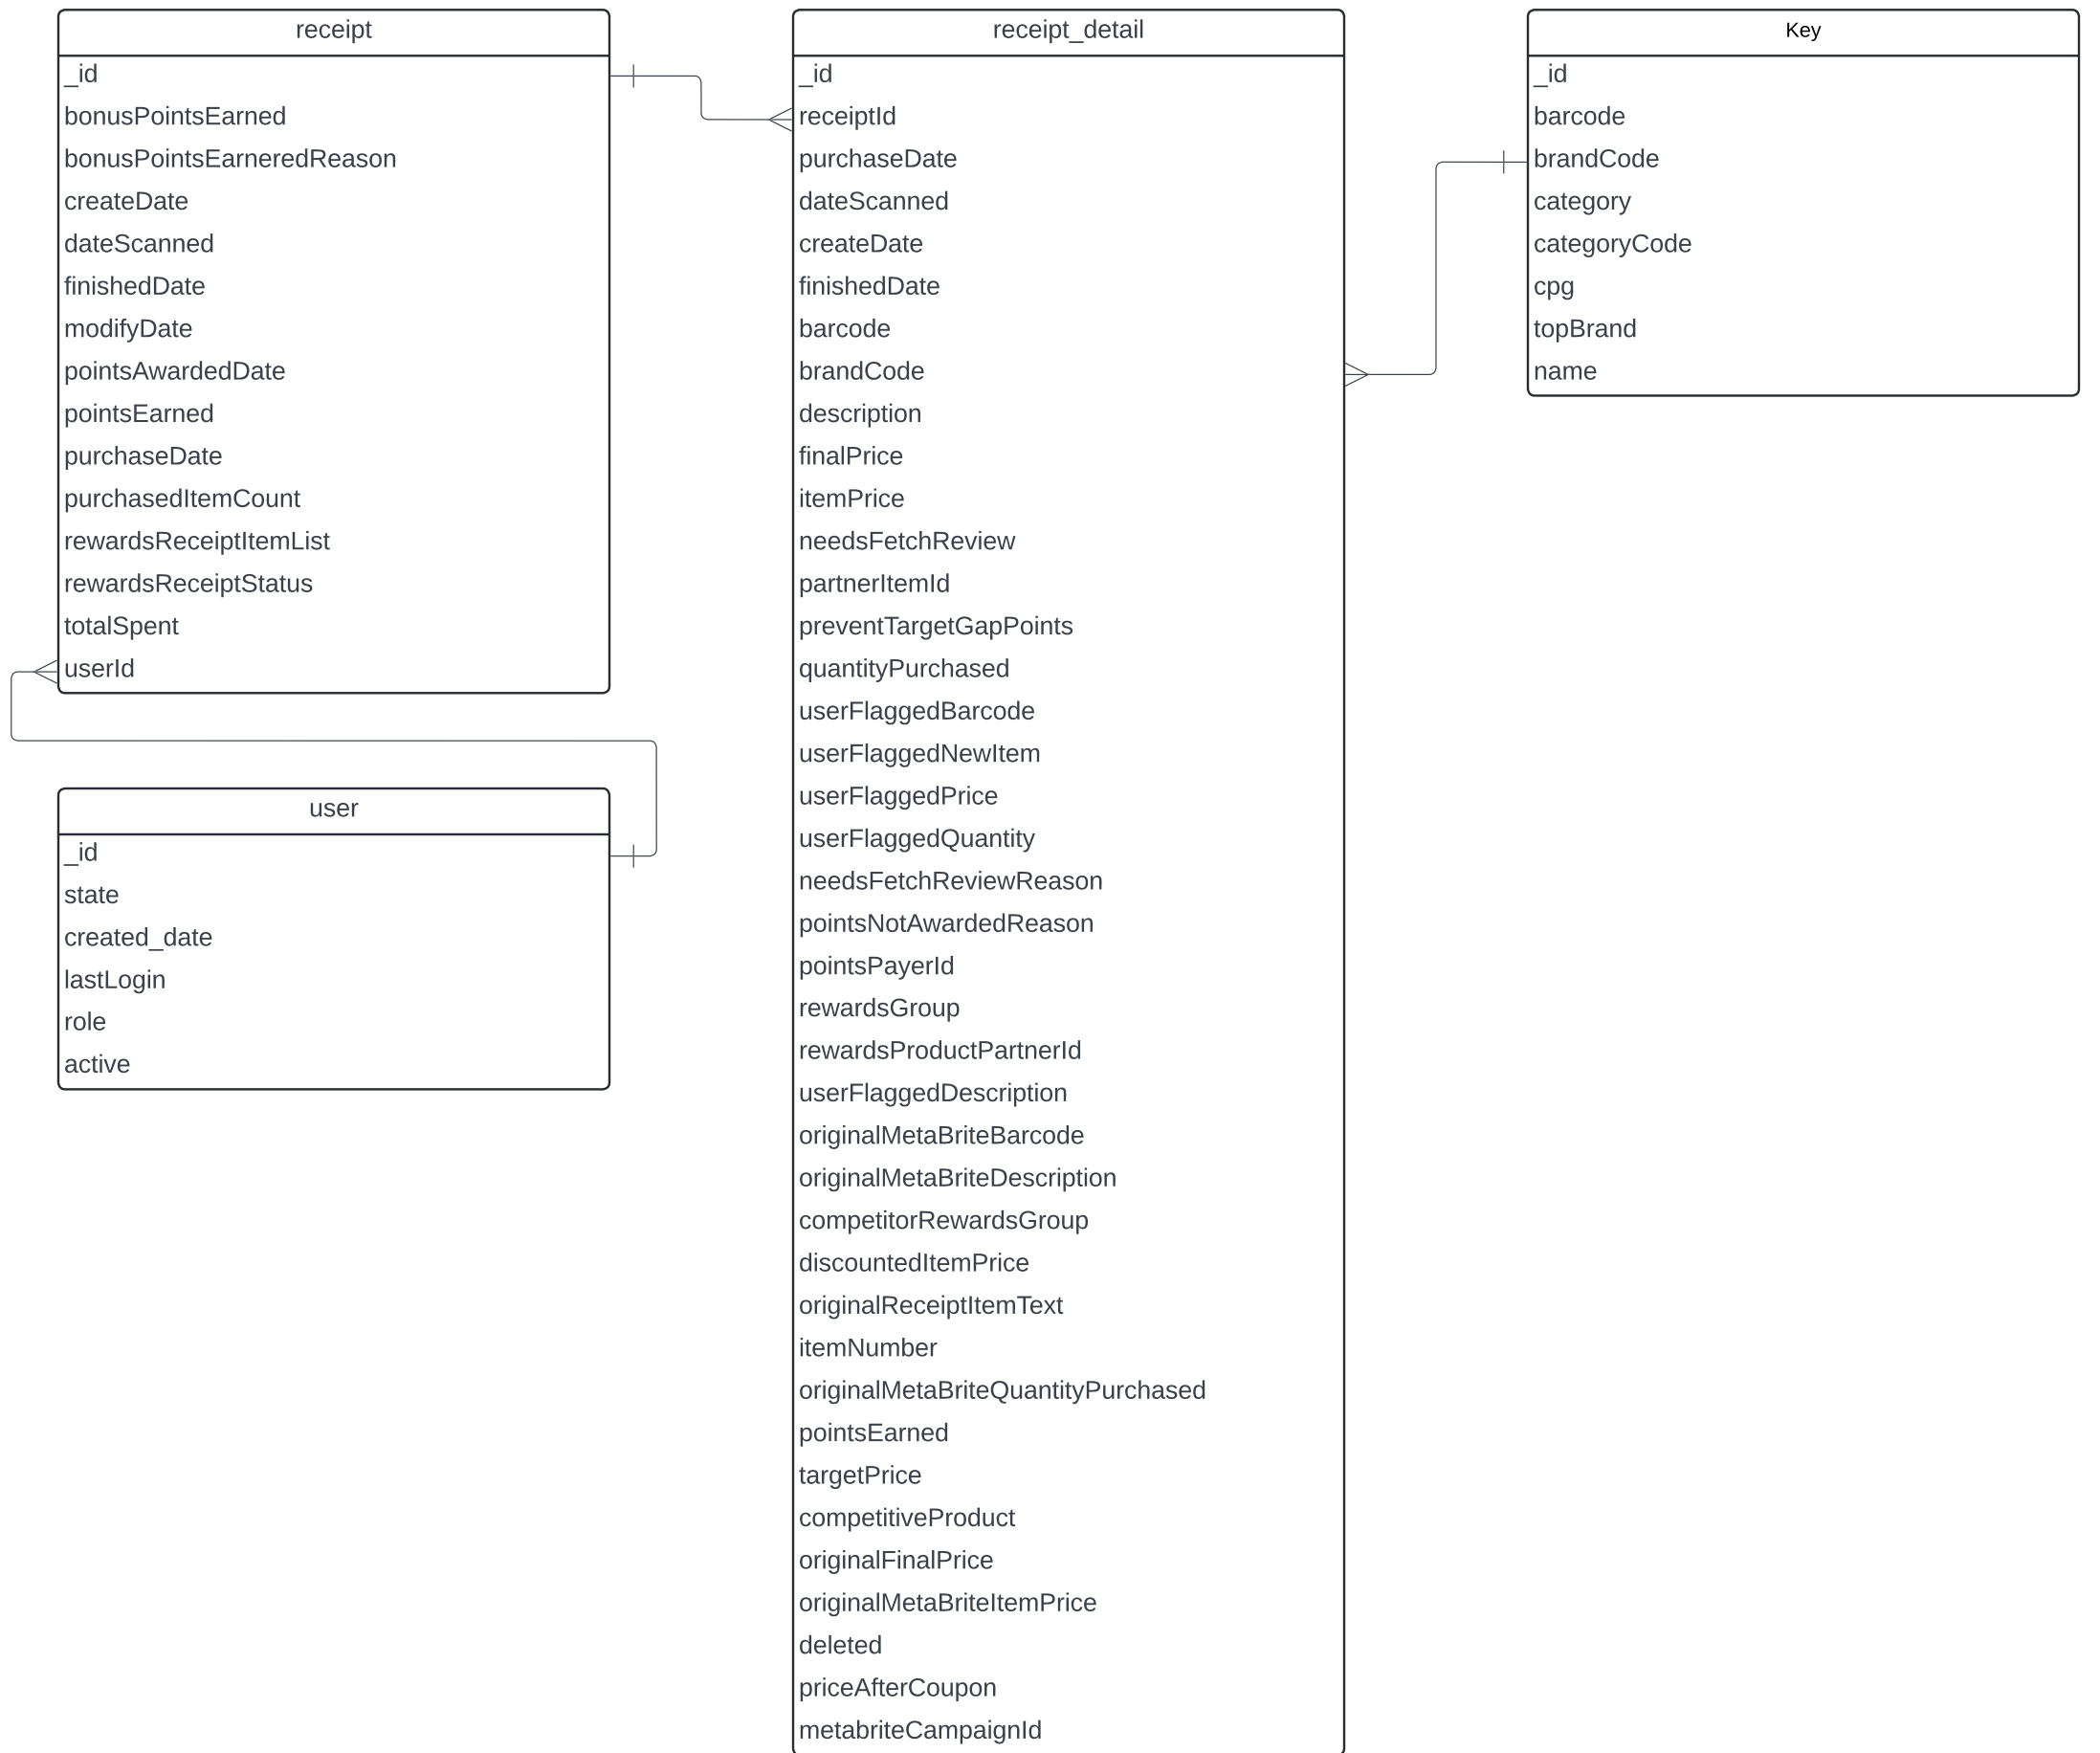 receipt
_id
bonusPointsEarned
bonusPointsEarneredReason
createDate
dateScanned
finishedDate
modifyDate
pointsAwardedDate
pointsEarned
purchaseDate
purchasedItemCount
rewardsReceiptItemList
rewardsReceiptStatus
totalSpent
userId
user
_id
state
created_date
lastLogin
role
active
receipt_detail
_id
receiptId
purchaseDate
dateScanned
createDate
finishedDate
barcode
brandCode
description
finalPrice
itemPrice
needsFetchReview
partnerItemId
preventTargetGapPoints
quantityPurchased
userFlaggedBarcode
userFlaggedNewItem
userFlaggedPrice
userFlaggedQuantity
needsFetchReviewReason
pointsNotAwardedReason
pointsPayerId
rewardsGroup
rewardsProductPartnerId
userFlaggedDescription
originalMetaBriteBarcode
originalMetaBriteDescription
competitorRewardsGroup
discountedItemPrice
originalReceiptItemText
itemNumber
originalMetaBriteQuantityPurchased
pointsEarned
targetPrice
competitiveProduct
originalFinalPrice
originalMetaBriteItemPrice
deleted
priceAfterCoupon
metabriteCampaignId
Key
_id
barcode
brandCode
category
categoryCode
cpg
topBrand
name